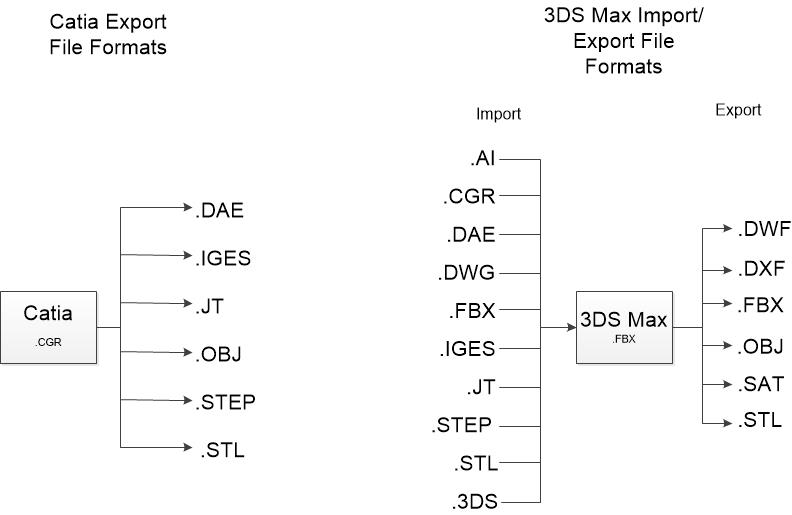 Catia Export
File Formats
.DAE
.IGES
.JT
.OBJ
.STEP
.STL
Catia
.CGR
3DS Max Import/
Export File
Formats
Import
.AI
.CGR
.DAE
.DWG
.FBX
.IGES
.JT
.STEP
.STL
.3DS
3DS Max
.FBX
Export
.DWF
.DXF
.FBX
.OBJ
.SAT
.STL